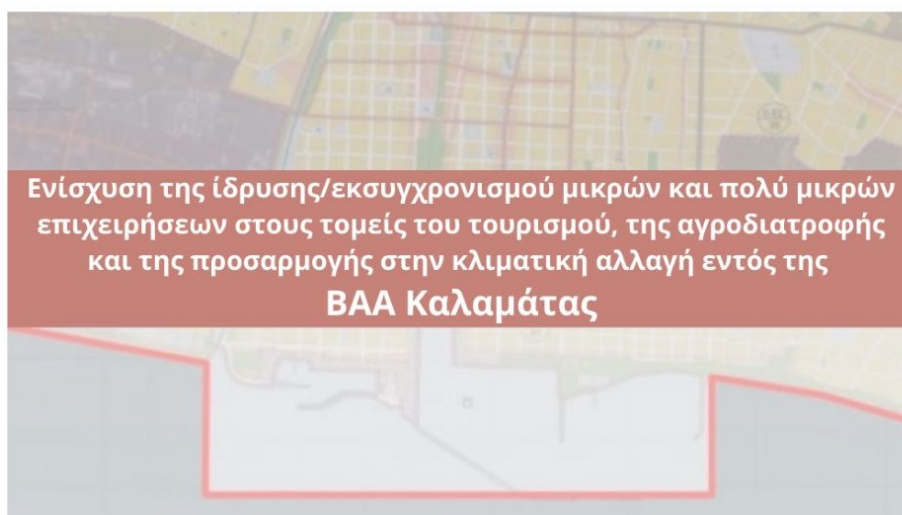 Ενίσχυση της ίδρυσης/εκσυγχρονισμού μικρών και πολύ μικρών
επιχειρήσεων στους τομείς του τουρισμού, της αγροδιατροφής
και της προσαρμογής στην κλιματική αλλαγή εντός της
ΒΑΑ Καλαμάτας